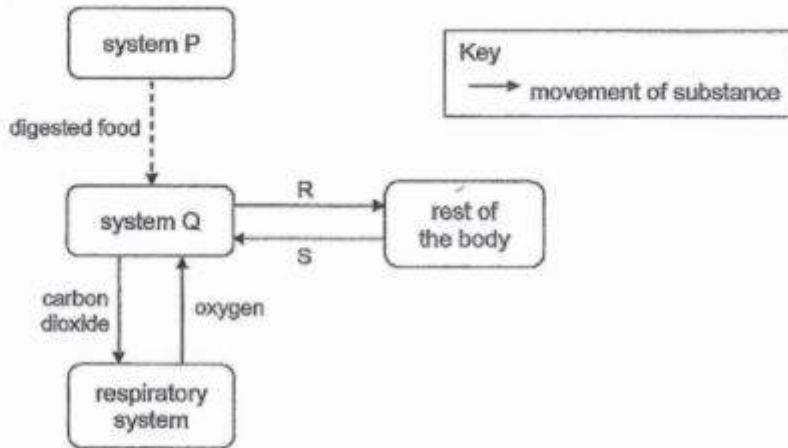 system P
Key
movement of substance
digested food
system Q
R
S
rest of
the body
carbon
dioxide
oxygen
respiratory
system